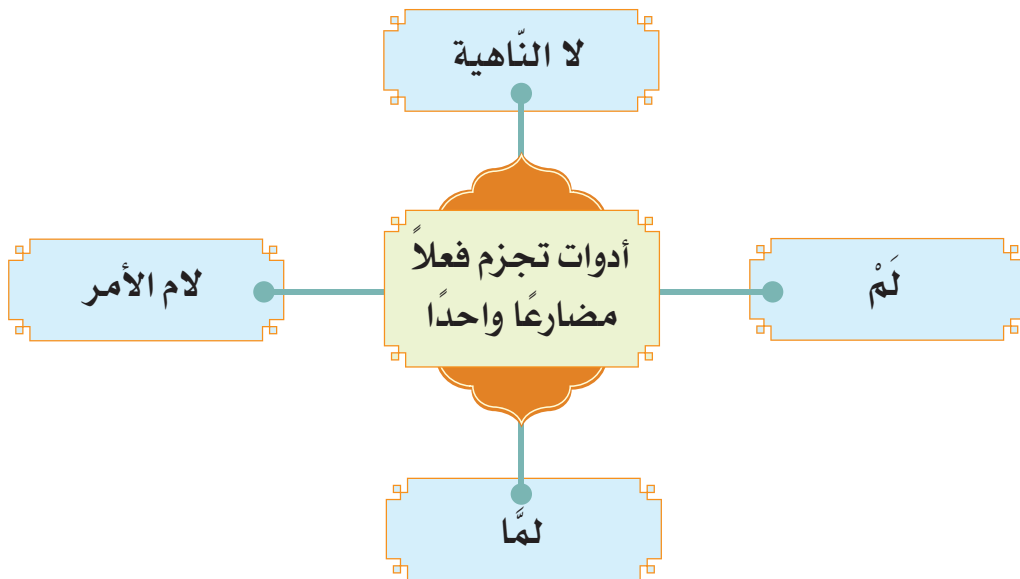 لا النّاهية
أدوات تجزم فعلاً
مضارعًا واحدًا
لَمْ
لام الأمر
لمَّا